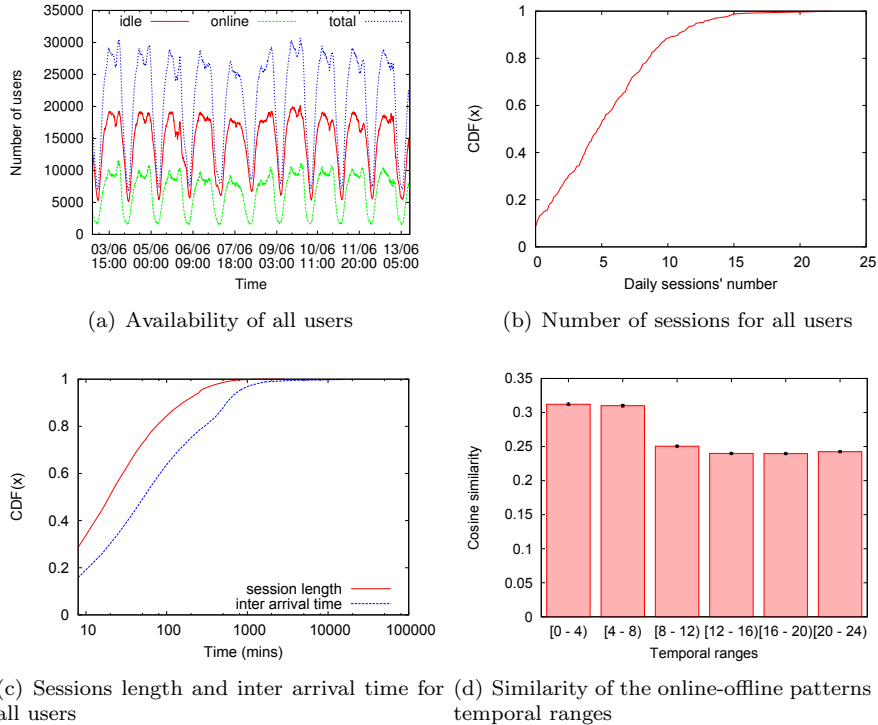 idle online total
35000
30000
25000
20000
15000
10000
5000
0
Number of users
03/06 05/06 06/06 07/06 09/06 10/06 11/06 13/06
15:00 00:00 09:00 18:00 03:00 11:00 20:00 05:00
Time
(a) Availability of all users
1
0.8
0.6
0.4
0.2
0
CDF(x)
0 5 10 15 20 25
Daily sessions' number
(b) Number of sessions for all users
1
0.8
0.6
0.4
0.2
0
CDF(x)
session length
inter arrival time
10 100 1000 10000 100000
Time (mins)
(c) Sessions length and inter arrival time for
all users
0.35
0.3
0.25
0.2
0.15
0.1
0.05
0
Cosine similarity
[0 - 4) [4 - 8) [8 - 12) [12 - 16) [16 - 20) [20 - 24)
Temporal ranges
(d) Similarity of the online-offline patterns
temporal ranges